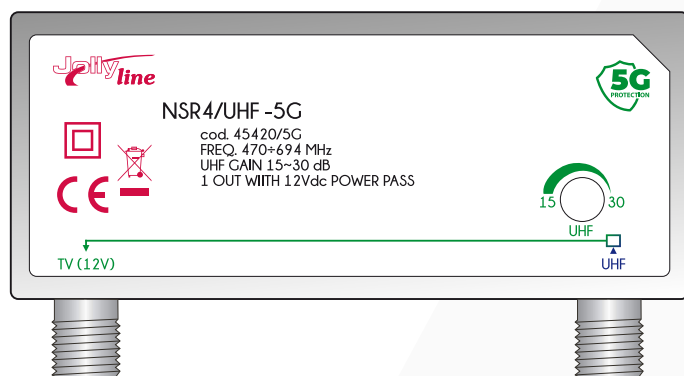 Jolly line
5G
PROTECTION
NSR4/UHF-5G
cod. 45420/5G
FREQ. 470÷694 MHz
UHF GAIN 15~30 dB
1 OUT WIITH 12Vdc POWER PASS
CE
15 30
UHF
TV (12V) UHF